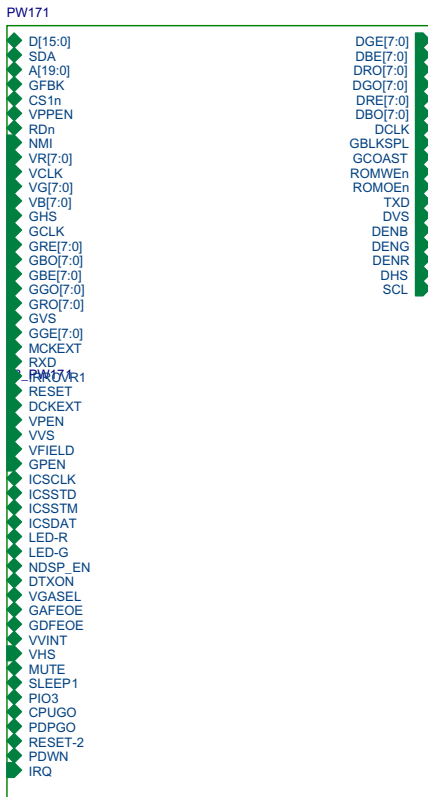 PW171
D[15:0]
SDA
A[19:0]
GFBK
CS1n
VPPEN
RDn
NMI
VR[7:0]
VCLK
VG[7:0]
VB[7:0]
GHS
GCLK
GRE[7:0]
GBO[7:0]
GBE[7:0]
GGO[7:0]
GRO[7:0]
GVS
GGE[7:0]
MCKEXT
RXD
IRRCVR1
RESET
DCKEXT
VPEN
VVS
VFIELD
GPEN
ICSCLK
ICSSTD
ICSSTM
ICSDAT
LED-R
LED-G
NDSP_EN
DTXON
VGASEL
GAFEOE
GDFEOE
VVINT
VHS
MUTE
SLEEP1
PIO3
CPUGO
PDPGO
RESET-2
PDWN
IRQ
DGE[7:0]
DBE[7:0]
DRO[7:0]
DGO[7:0]
DRE[7:0]
DBO[7:0]
DCLK
GBLKSPL
GCOAST
ROMWEn
ROMOEn
TXD
DVS
DENB
DENG
DENR
DHS
SCL